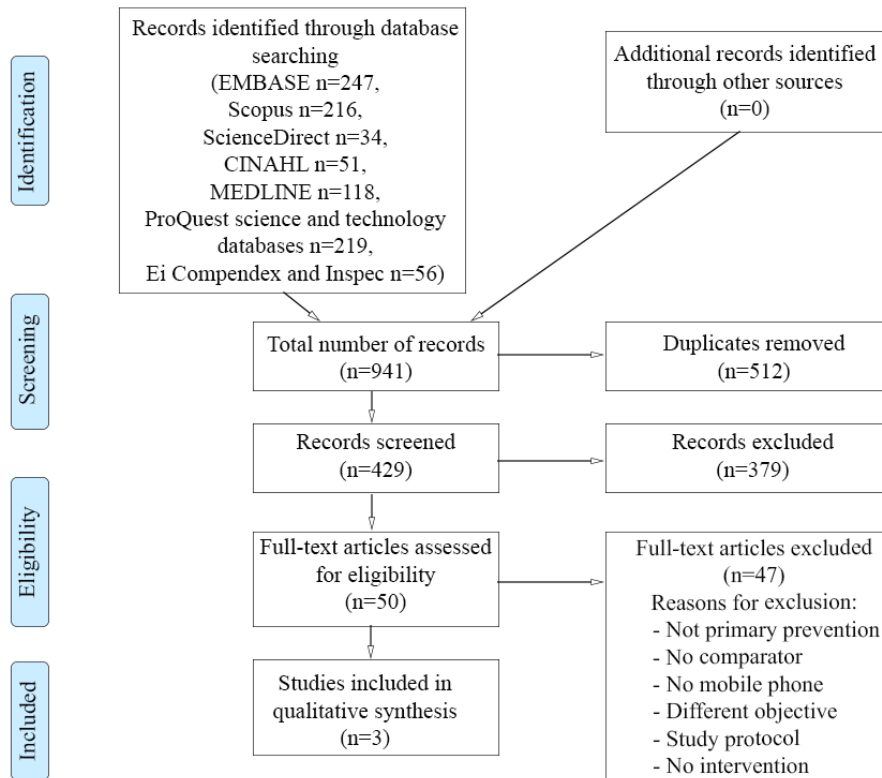 Identification
Records identified through database
searching
(EMBASE n=247,
Scopus n=216,
ScienceDirect n=34,
CINAHL n=51,
MEDLINE n=118,
ProQuest science and technology
databases n=219,
Ei Compendex and Inspec n=56)
Additional records identified
through other sources
(n=0)
Screening
Total number of records
(n=941)
Duplicates removed
(n=512)
Records screened
(n=429)
Records excluded
(n=379)
Eligibility
Full-text articles assessed
for eligibility
(n=50)
Full-text articles excluded
(n=47)
Reasons for exclusion:
- Not primary prevention
- No comparator
- No mobile phone
- Different objective
- Study protocol
- No intervention
Included
Studies included in
qualitative synthesis
(n=3)